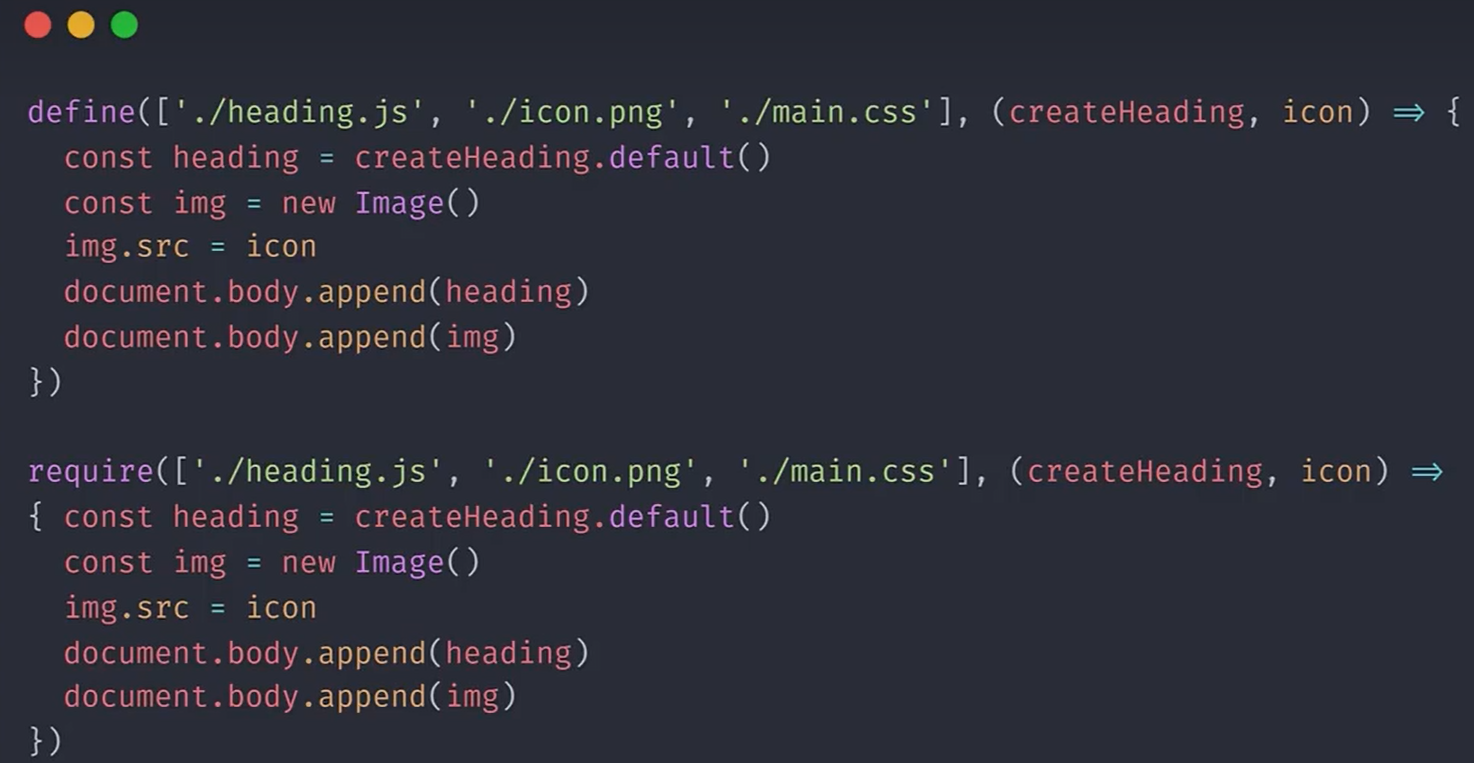 define(['./heading.js', './icon.png', './main.css'], (createHeading, icon) => {
  const heading = createHeading.default()
  const img = new Image()
  img.src = icon
  document.body.append(heading)
  document.body.append(img)
})

require(['./heading.js', './icon.png', './main.css'], (createHeading, icon) =>
{ const heading = createHeading.default()
  const img = new Image()
  img.src = icon
  document.body.append(heading)
  document.body.append(img)
})